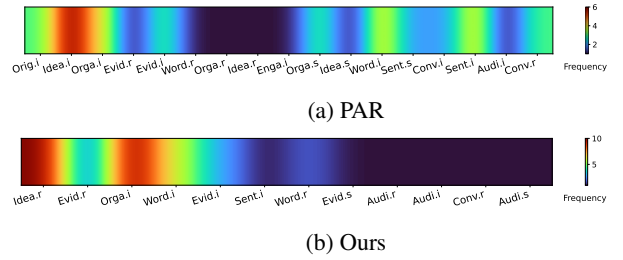 6
4
2
Orig.i Idea.i Orga.i Evid.r Evid.i Word.r Orga.r Idea.r Enga.i Orga.s Idea.s Word.i Sent.s Conv.i Sent.i Audi.i Conv.r
Frequency
(a) PAR
10
5
Idea.r Evid.r Orga.i Word.i Evid.i Sent.i Word.r Evid.s Audi.r Audi.i Conv.r Audi.s
Frequency
(b) Ours